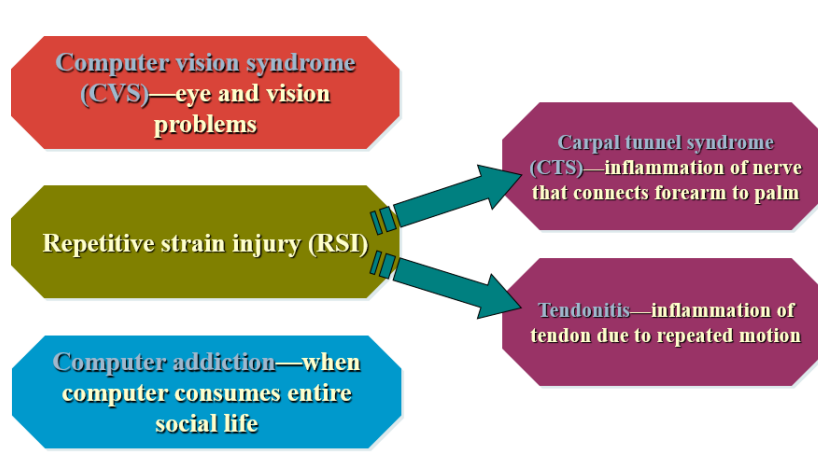 Computer vision syndrome
(CVS)—eye and vision
problems
Repetitive strain injury (RSI)
Computer addiction—when
computer consumes entire
social life
Carpal tunnel syndrome
(CTS)—inflammation of nerve
that connects forearm to palm
Tendonitis—inflammation of
tendon due to repeated motion